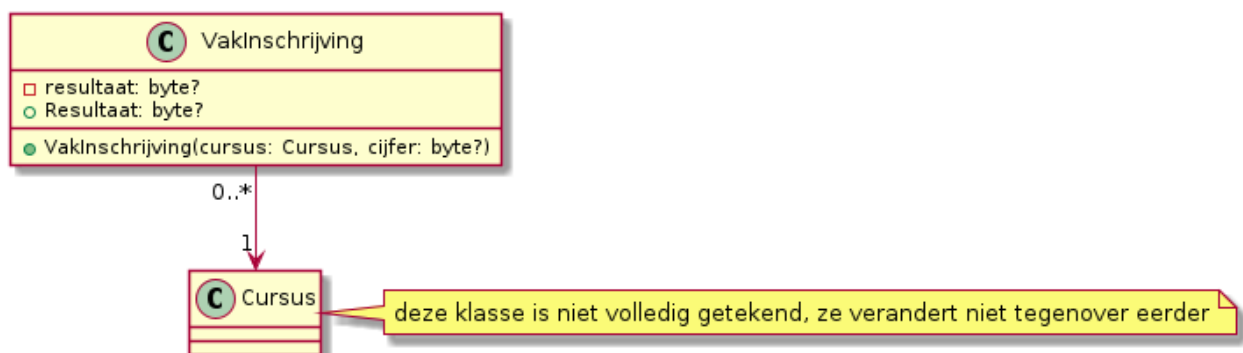 C VakInschrijving
resultaat: byte?
Resultaat: byte?
VakInschrijving(cursus: Cursus, cijfer: byte?)
0..*
1
C Cursus
deze klasse is niet volledig getekend, ze verandert niet tegenover eerder